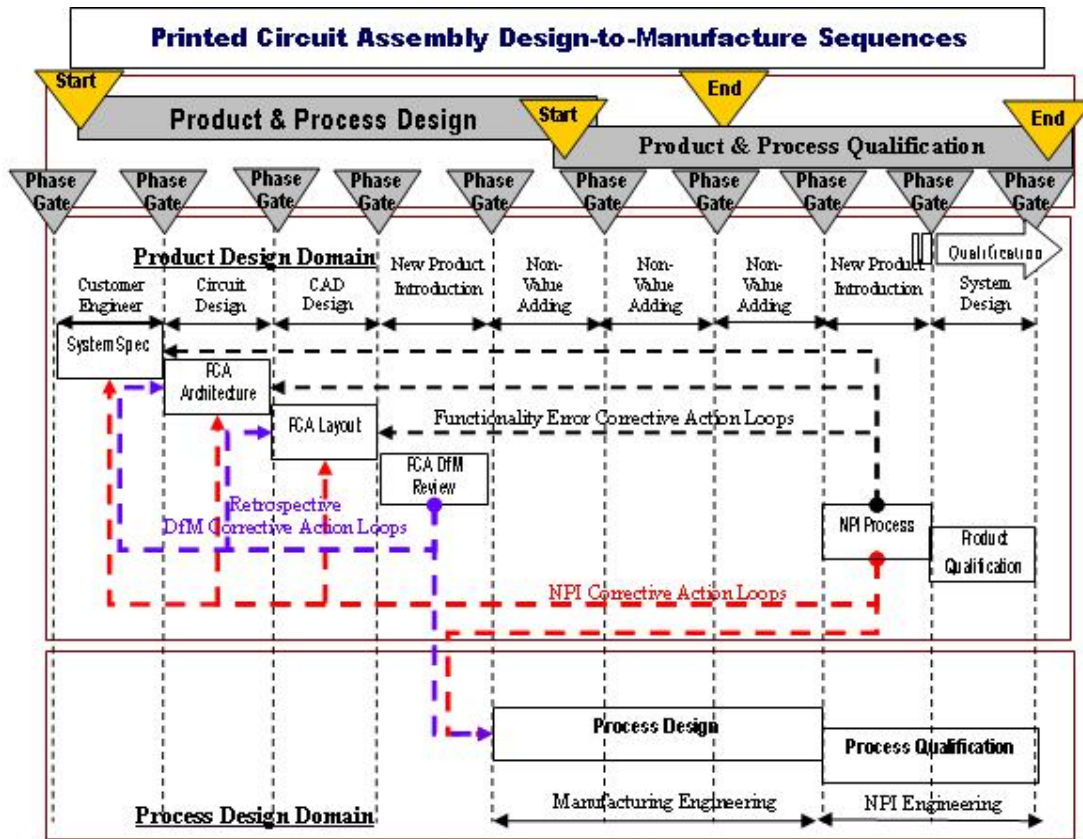 Printed Circuit Assembly Design-to-Manufacture Sequences
Start
End
Product & Process Design
Start
End
Product & Process Qualification
Phase
Gate
Phase
Gate
Phase
Gate
Phase
Gate
Phase
Gate
Phase
Gate
Phase
Gate
Phase
Gate
Phase
Gate
Phase
Gate
Product Design Domain
Qualification
Customer
Engineer
Circuit
Design
CAD
Design
New Product
Introduction
Non-
Value
Adding
Non-
Value
Adding
Non-
Value
Adding
New Product
Introduction
System
Design
System Spec
PCA
Architecture
PCA Layout
Functionality Error Corrective Action Loops
PCA DfM
Review
Retrospective
DfM Corrective Action Loops
NPI Process
Product
Qualification
NPI Corrective Action Loops
Process Design
Process Qualification
Manufacturing Engineering
NPI Engineering
Process Design Domain